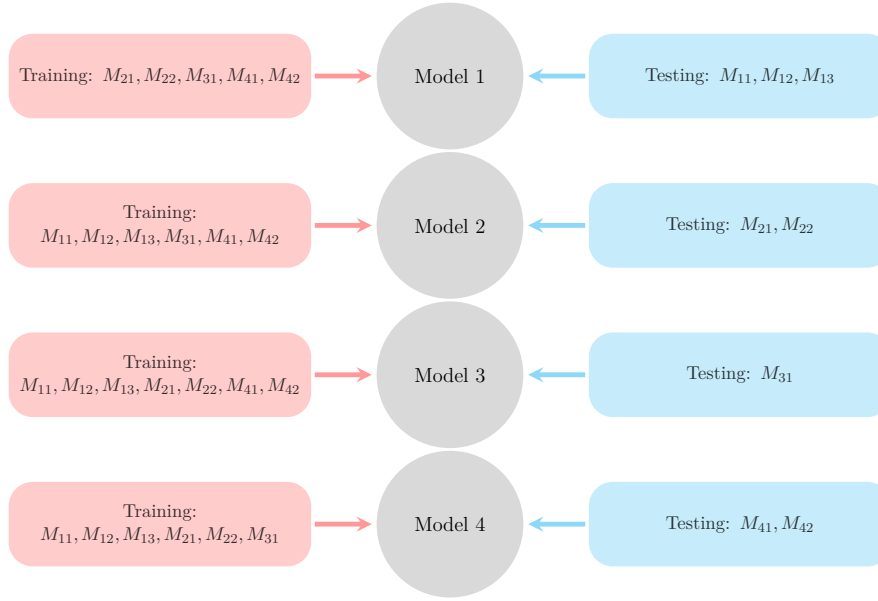 Training: M₂₁, M₂₂, M₃₁, M₄₁, M₄₂
Model 1
Testing: M₁₁, M₁₂, M₁₃
Training:
M₁₁, M₁₂, M₁₃, M₃₁, M₄₁, M₄₂
Model 2
Testing: M₂₁, M₂₂
Training:
M₁₁, M₁₂, M₁₃, M₂₁, M₂₂, M₄₁, M₄₂
Model 3
Testing: M₃₁
Training:
M₁₁, M₁₂, M₁₃, M₂₁, M₂₂, M₃₁
Model 4
Testing: M₄₁, M₄₂